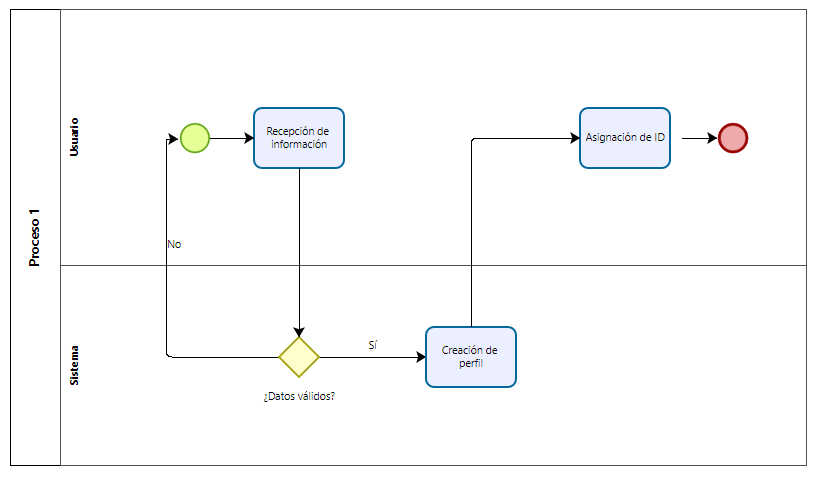 Proceso 1
Usuario
Recepción de
información
Asignación de ID
No
Sistema
¿Datos válidos?
Sí
Creación de
perfil